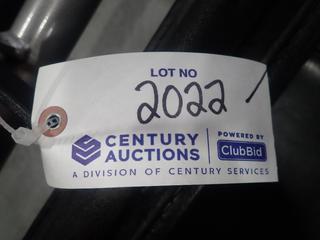 LOT NO
2022
CENTURY AUCTIONS
POWERED BY
ClubBid
A DIVISION OF CENTURY SERVICES